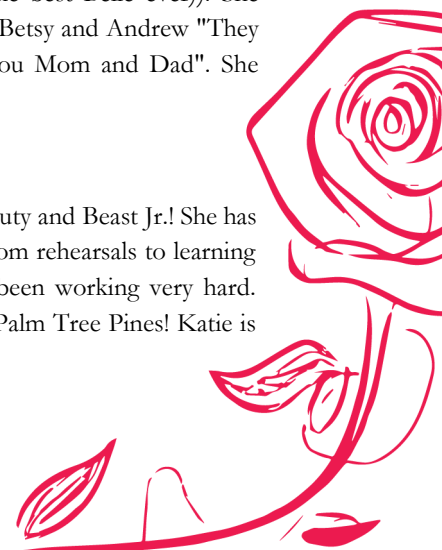 Betsy and Andrew "They
ou Mom and Dad". She
uty and Beast Jr.! She has
om rehearsals to learning
been working very hard.
Palm Tree Pines! Katie is